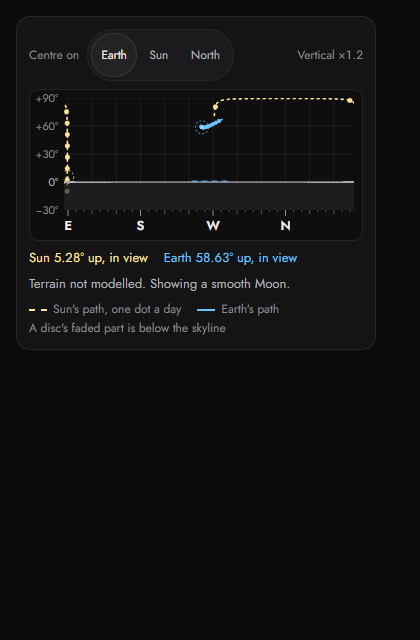 Centre on Earth Sun North Vertical ×1.2
+90°
+60°
+30°
0°
−30°
E S W N
Sun 5.28° up, in view Earth 58.63° up, in view
Terrain not modelled. Showing a smooth Moon.
Sun's path, one dot a day Earth's path
A disc's faded part is below the skyline